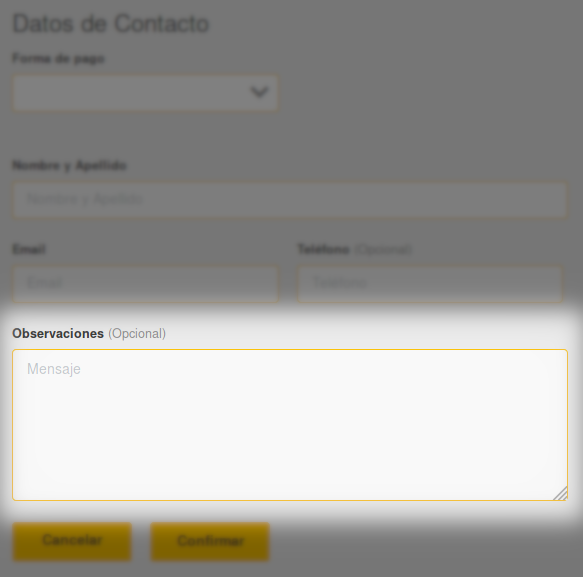 Datos de Contacto
Forma de pago
Nombre y Apellido
Nombre y Apellido
Email
Teléfono (Opcional)
Email
Teléfono
Observaciones (Opcional)
Mensaje
Cancelar
Confirmar